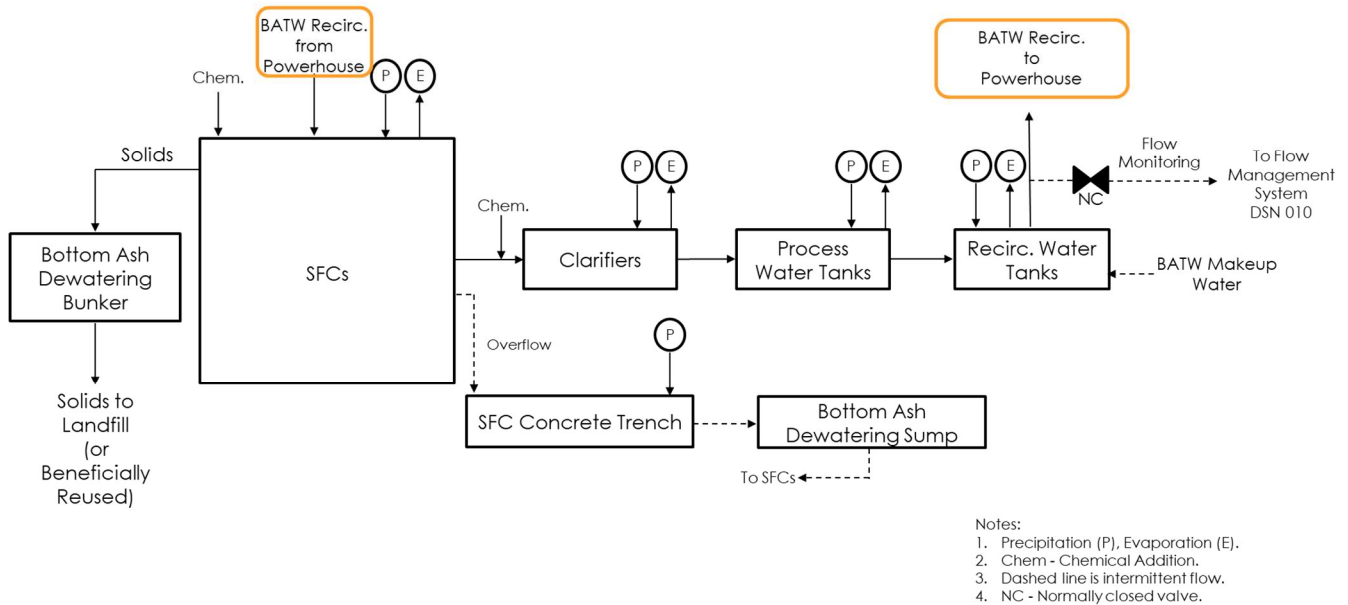 BATW Recirc.
from
Powerhouse
Chem.
P
E
BATW Recirc.
to
Powerhouse
Solids
SFCs
Bottom Ash
Dewatering
Bunker
Solids to
Landfill
(or
Beneficially
Reused)
Chem.
P
E
Clarifiers
P
E
Process
Water Tanks
P
E
Recirc. Water
Tanks
Flow
Monitoring
NC
To Flow
Management
System
DSN 010
BATW Makeup
Water
Overflow
P
SFC Concrete Trench
Bottom Ash
Dewatering Sump
To SFCs
Notes:
1. Precipitation (P), Evaporation (E).
2. Chem - Chemical Addition.
3. Dashed line is intermittent flow.
4. NC - Normally closed valve.